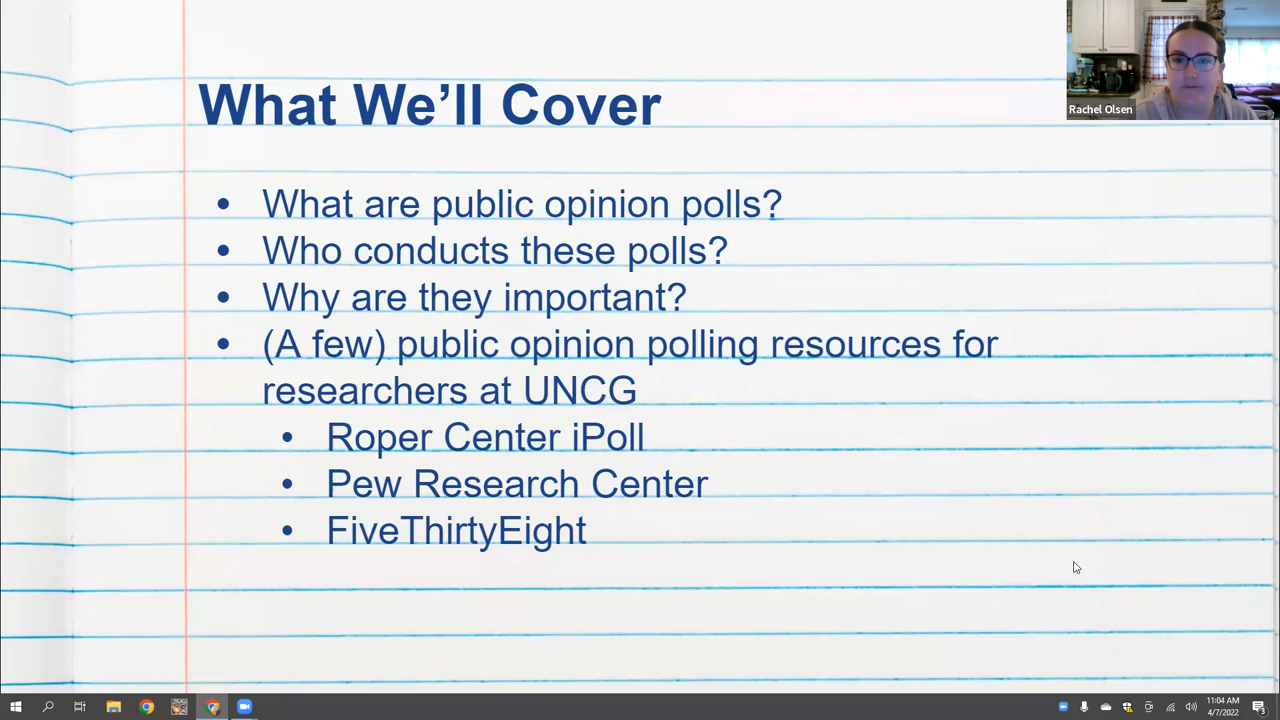 What We'll Cover
Rachel Olsen
• What are public opinion polls?
• Who conducts these polls?
• Why are they important?
• (A few) public opinion polling resources for
researchers at UNCG
• Roper Center iPoll
• Pew Research Center
• FiveThirtyEight
11:04 AM
4/7/2022
3